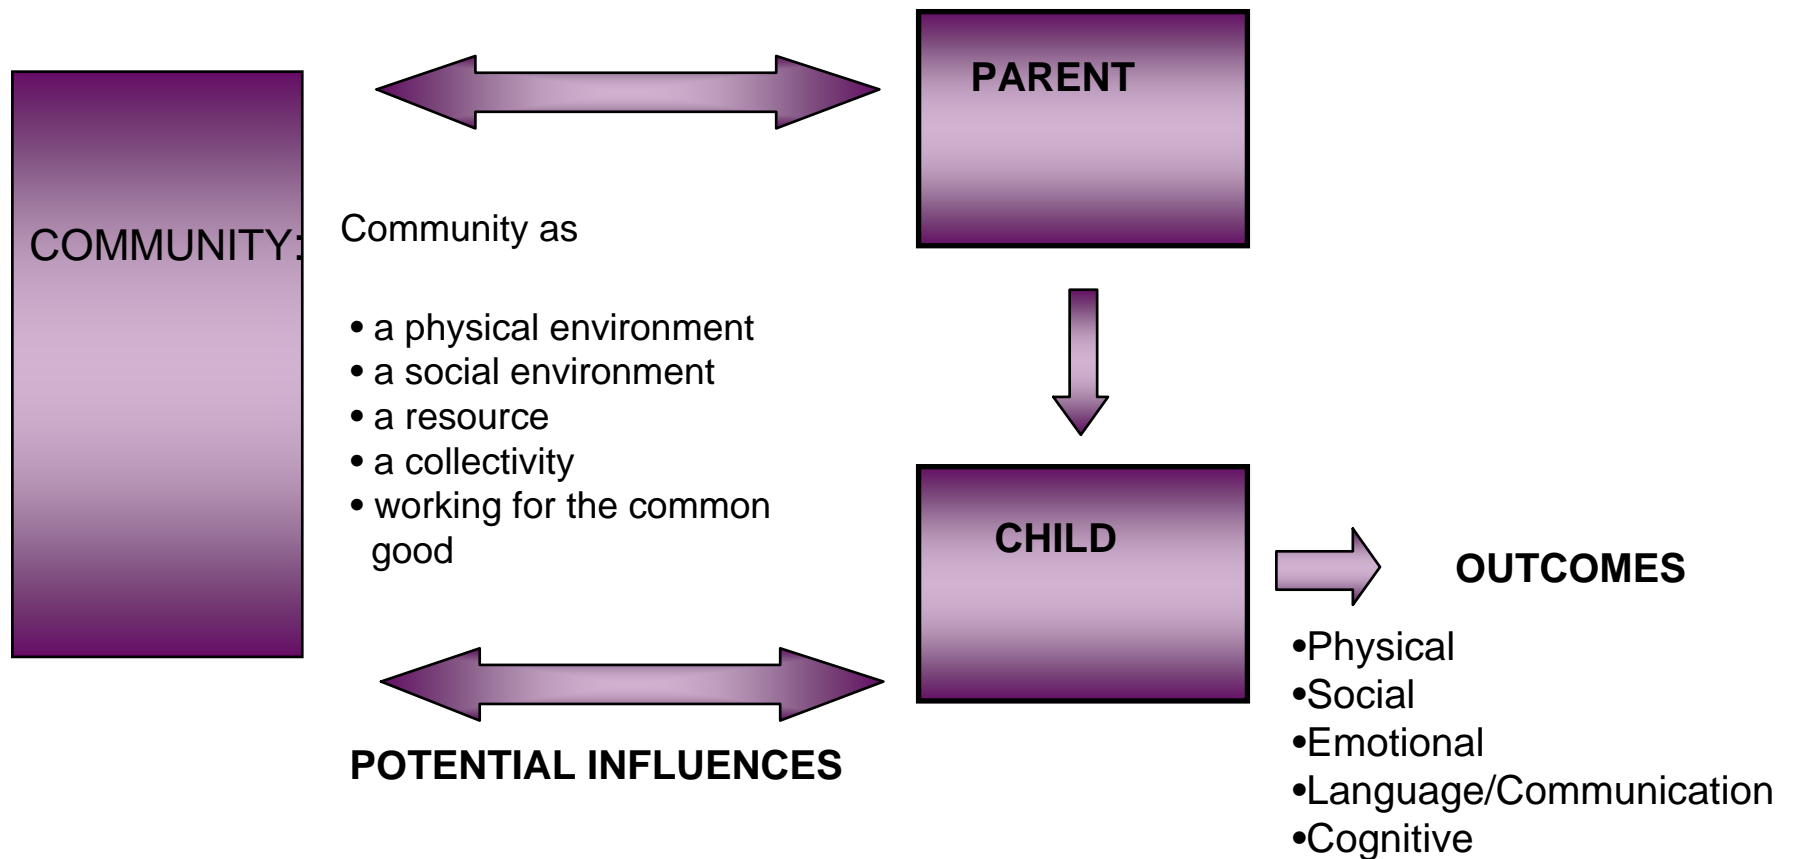 PARENT
COMMUNITY:
Community as
• a physical environment
• a social environment
• a resource
• a collectivity
• working for the common
good
CHILD
OUTCOMES
•Physical
•Social
•Emotional
•Language/Communication
•Cognitive
POTENTIAL INFLUENCES